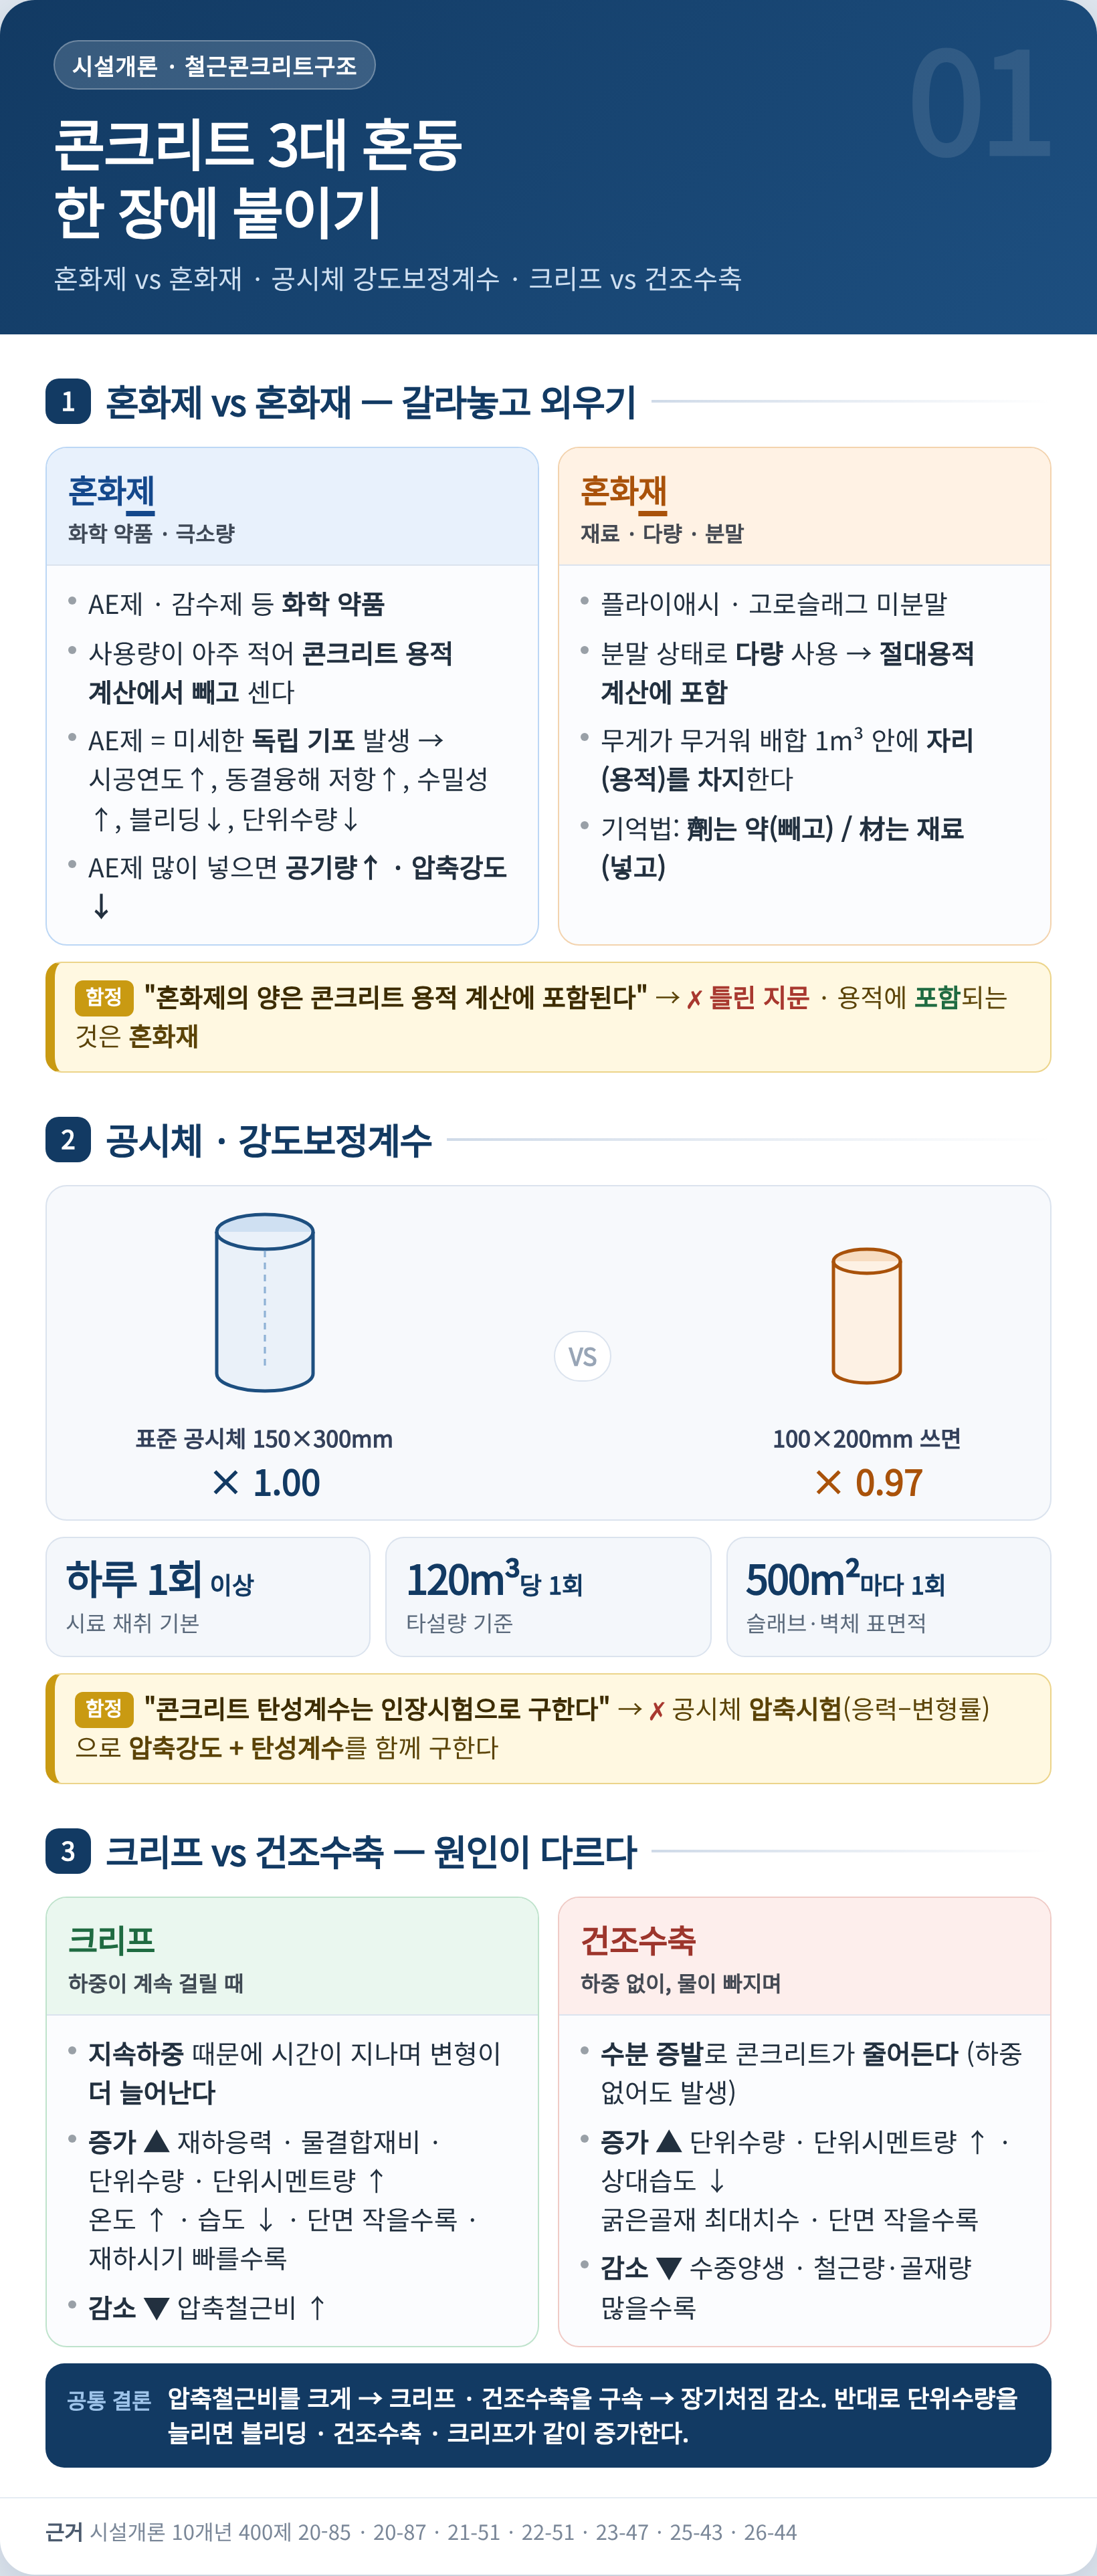 시설개론 · 철근콘크리트구조
01
콘크리트 3대 혼동
한 장에 붙이기
혼화제 vs 혼화재 · 공시체 강도보정계수 · 크리프 vs 건조수축
1 혼화제 vs 혼화재 — 갈라놓고 외우기
혼화제
화학 약품 · 극소량
• AE제 · 감수제 등 화학 약품
• 사용량이 아주 적어 콘크리트 용적
계산에서 빼고 센다
• AE제 = 미세한 독립 기포 발생 →
시공연도↑, 동결융해 저항↑, 수밀성
↑, 블리딩↓, 단위수량↓
• AE제 많이 넣으면 공기량↑ · 압축강도
↓
혼화재
재료 · 다량 · 분말
• 플라이애시 · 고로슬래그 미분말
• 분말 상태로 다량 사용 → 절대용적
계산에 포함
• 무게가 무거워 배합 1m³ 안에 자리
(용적)를 차지한다
• 기억법: 劑는 약(빼고) / 材는 재료
(넣고)
함정 "혼화제의 양은 콘크리트 용적 계산에 포함된다" → ✗ 틀린 지문 · 용적에 포함되는
것은 혼화재
2 공시체 · 강도보정계수
VS
표준 공시체 150×300mm
× 1.00
100×200mm 쓰면
× 0.97
하루 1회 이상
시료 채취 기본
120m³당 1회
타설량 기준
500m²마다 1회
슬래브·벽체 표면적
함정 "콘크리트 탄성계수는 인장시험으로 구한다" → ✗ 공시체 압축시험(응력–변형률)
으로 압축강도 + 탄성계수를 함께 구한다
3 크리프 vs 건조수축 — 원인이 다르다
크리프
하중이 계속 걸릴 때
• 지속하중 때문에 시간이 지나며 변형이
더 늘어난다
• 증가 ▲ 재하응력 · 물결합재비 ·
단위수량 · 단위시멘트량 ↑
온도 ↑ · 습도 ↓ · 단면 작을수록 ·
재하시기 빠를수록
• 감소 ▼ 압축철근비 ↑
건조수축
하중 없이, 물이 빠지며
• 수분 증발로 콘크리트가 줄어든다 (하중
없어도 발생)
• 증가 ▲ 단위수량 · 단위시멘트량 ↑ ·
상대습도 ↓
굵은골재 최대치수 · 단면 작을수록
• 감소 ▼ 수중양생 · 철근량·골재량
많을수록
공통 결론 압축철근비를 크게 → 크리프 · 건조수축을 구속 → 장기처짐 감소. 반대로 단위수량을
늘리면 블리딩 · 건조수축 · 크리프가 같이 증가한다.
근거 시설개론 10개년 400제 20-85 · 20-87 · 21-51 · 22-51 · 23-47 · 25-43 · 26-44